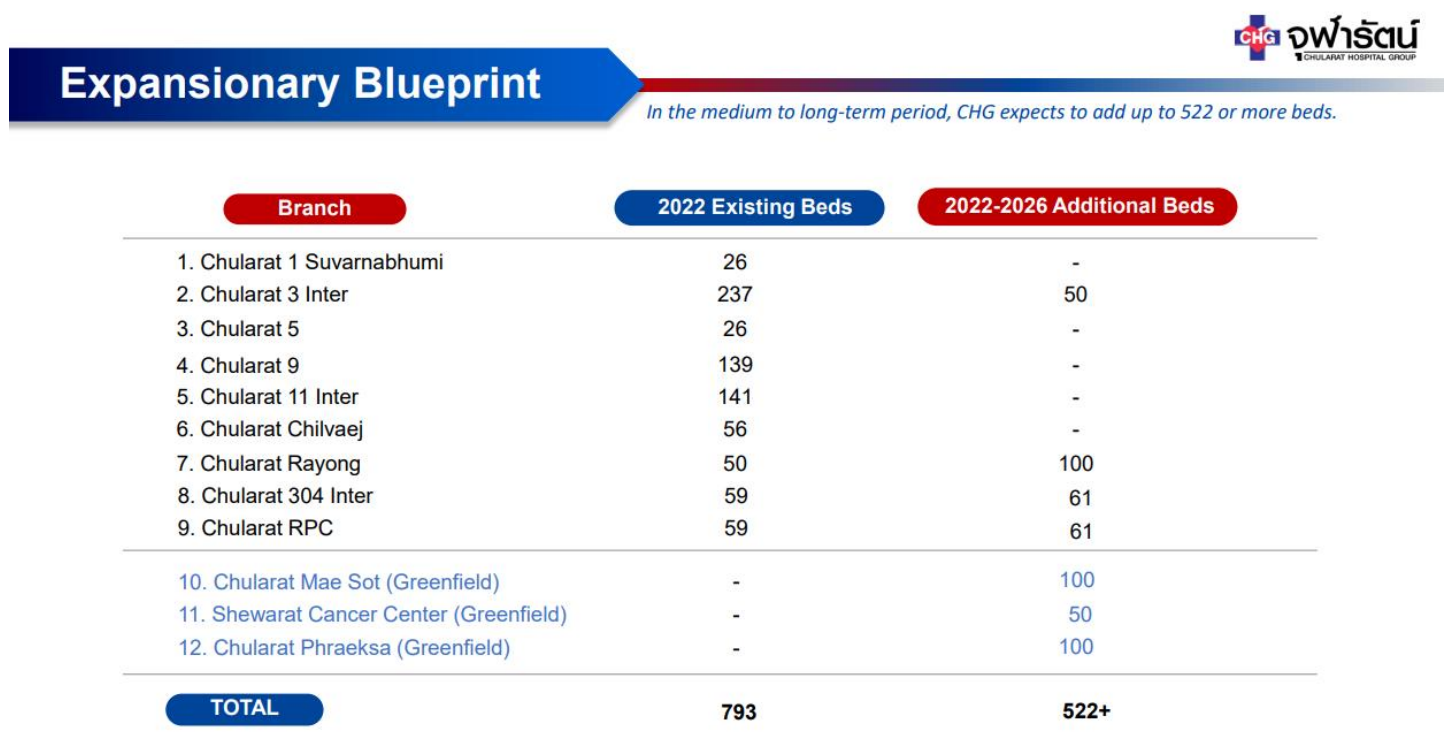 CHG จุฬารัตน์
CHULARAT HOSPITAL GROUP
Expansionary Blueprint
In the medium to long-term period, CHG expects to add up to 522 or more beds.
Branch 2022 Existing Beds 2022-2026 Additional Beds
1. Chularat 1 Suvarnabhumi 26 -
2. Chularat 3 Inter 237 50
3. Chularat 5 26 -
4. Chularat 9 139 -
5. Chularat 11 Inter 141 -
6. Chularat Chilvaej 56 -
7. Chularat Rayong 50 100
8. Chularat 304 Inter 59 61
9. Chularat RPC 59 61
10. Chularat Mae Sot (Greenfield) - 100
11. Shewarat Cancer Center (Greenfield) - 50
12. Chularat Phraeksa (Greenfield) - 100
TOTAL 793 522+